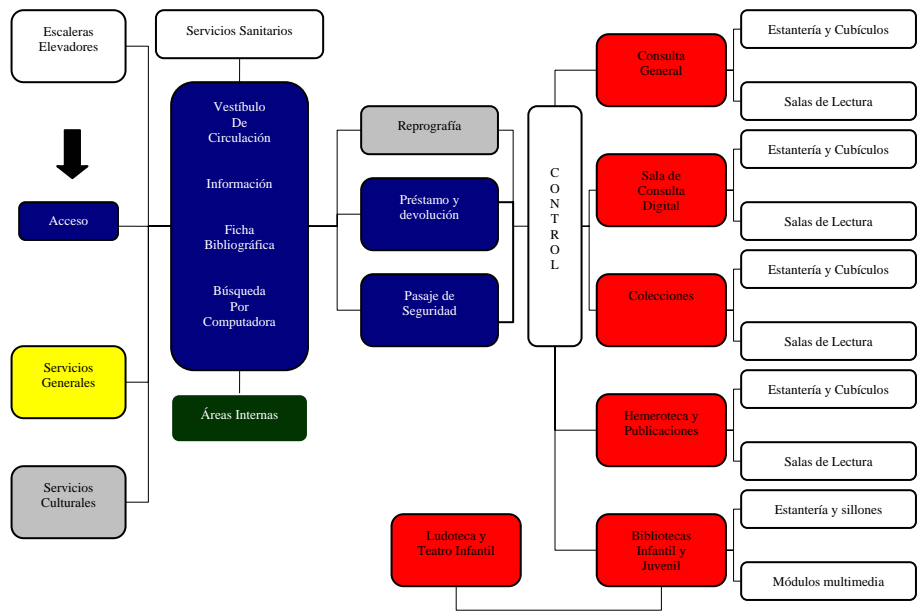 Escaleras
Elevadores
Acceso
Servicios
Generales
Servicios
Culturales
Servicios Sanitarios
Vestíbulo
De
Circulación
Información
Ficha
Bibliográfica
Búsqueda
Por
Computadora
Áreas Internas
Reprografía
Préstamo y
devolución
Pasaje de
Seguridad
C
O
N
T
R
O
L
Consulta
General
Estantería y Cubículos
Salas de Lectura
Sala de
Consulta
Digital
Estantería y Cubículos
Salas de Lectura
Colecciones
Estantería y Cubículos
Salas de Lectura
Hemeroteca y
Publicaciones
Estantería y Cubículos
Salas de Lectura
Ludoteca y
Teatro Infantil
Bibliotecas
Infantil y
Juvenil
Estantería y sillones
Módulos multimedia